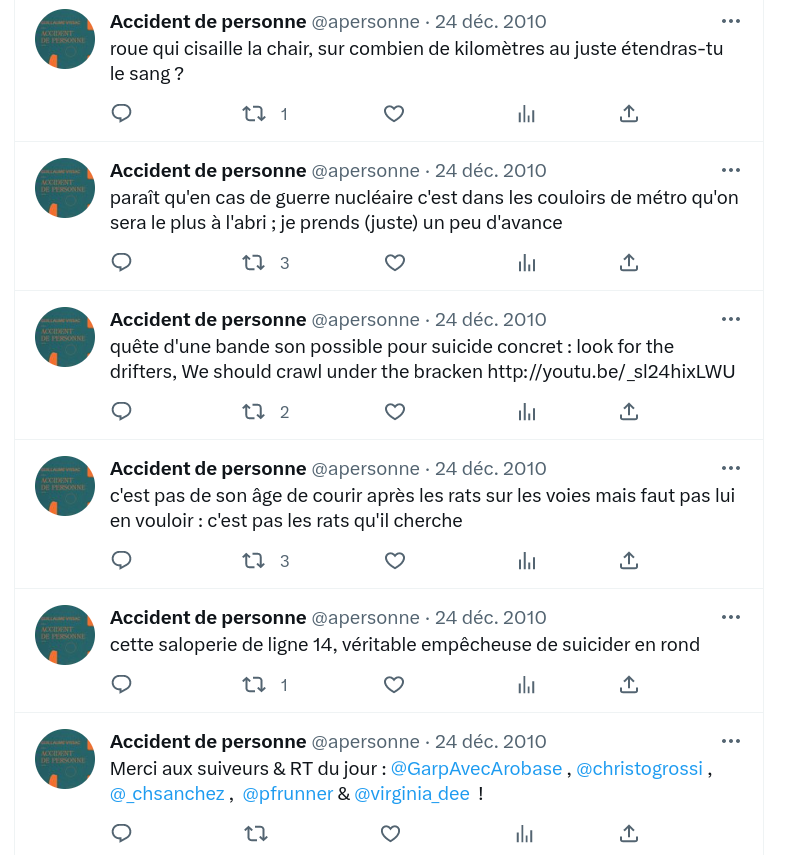 Accident de personne @apersonne · 24 déc. 2010
roue qui cisaille la chair, sur combien de kilomètres au juste étendras-tu
le sang ?
1
Accident de personne @apersonne · 24 déc. 2010
paraît qu'en cas de guerre nucléaire c'est dans les couloirs de métro qu'on
sera le plus à l'abri ; je prends (juste) un peu d'avance
3
Accident de personne @apersonne · 24 déc. 2010
quête d'une bande son possible pour suicide concret : look for the
drifters, We should crawl under the bracken http://youtu.be/_sl24hixLWU
2
Accident de personne @apersonne · 24 déc. 2010
c'est pas de son âge de courir après les rats sur les voies mais faut pas lui
en vouloir : c'est pas les rats qu'il cherche
3
Accident de personne @apersonne · 24 déc. 2010
cette saloperie de ligne 14, véritable empêcheuse de suicider en rond
1
Accident de personne @apersonne · 24 déc. 2010
Merci aux suiveurs & RT du jour : @GarpAvecArobase , @christogrossi ,
@_chsanchez , @pfrunner & @virginia_dee !